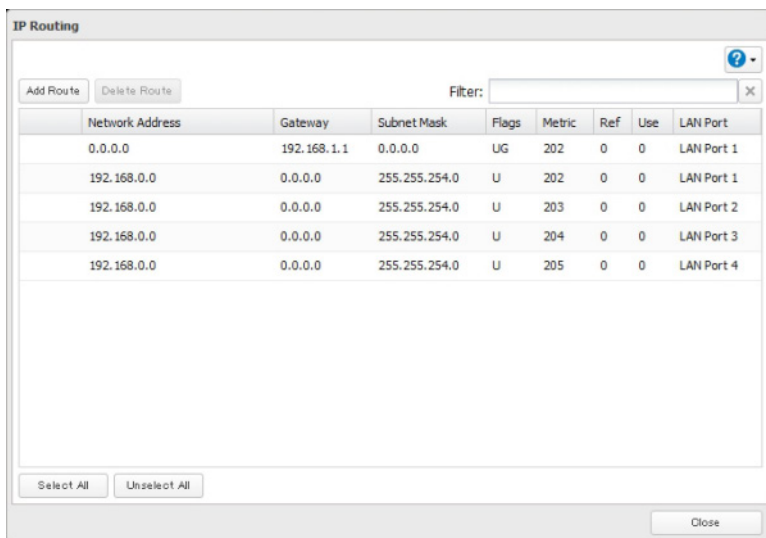 IP Routing
?
Add Route Delete Route Filter:
Network Address Gateway Subnet Mask Flags Metric Ref Use LAN Port
0.0.0.0 192.168.1.1 0.0.0.0 UG 202 0 0 LAN Port 1
192.168.0.0 0.0.0.0 255.255.254.0 U 202 0 0 LAN Port 1
192.168.0.0 0.0.0.0 255.255.254.0 U 203 0 0 LAN Port 2
192.168.0.0 0.0.0.0 255.255.254.0 U 204 0 0 LAN Port 3
192.168.0.0 0.0.0.0 255.255.254.0 U 205 0 0 LAN Port 4
Select All Unselect All
Close